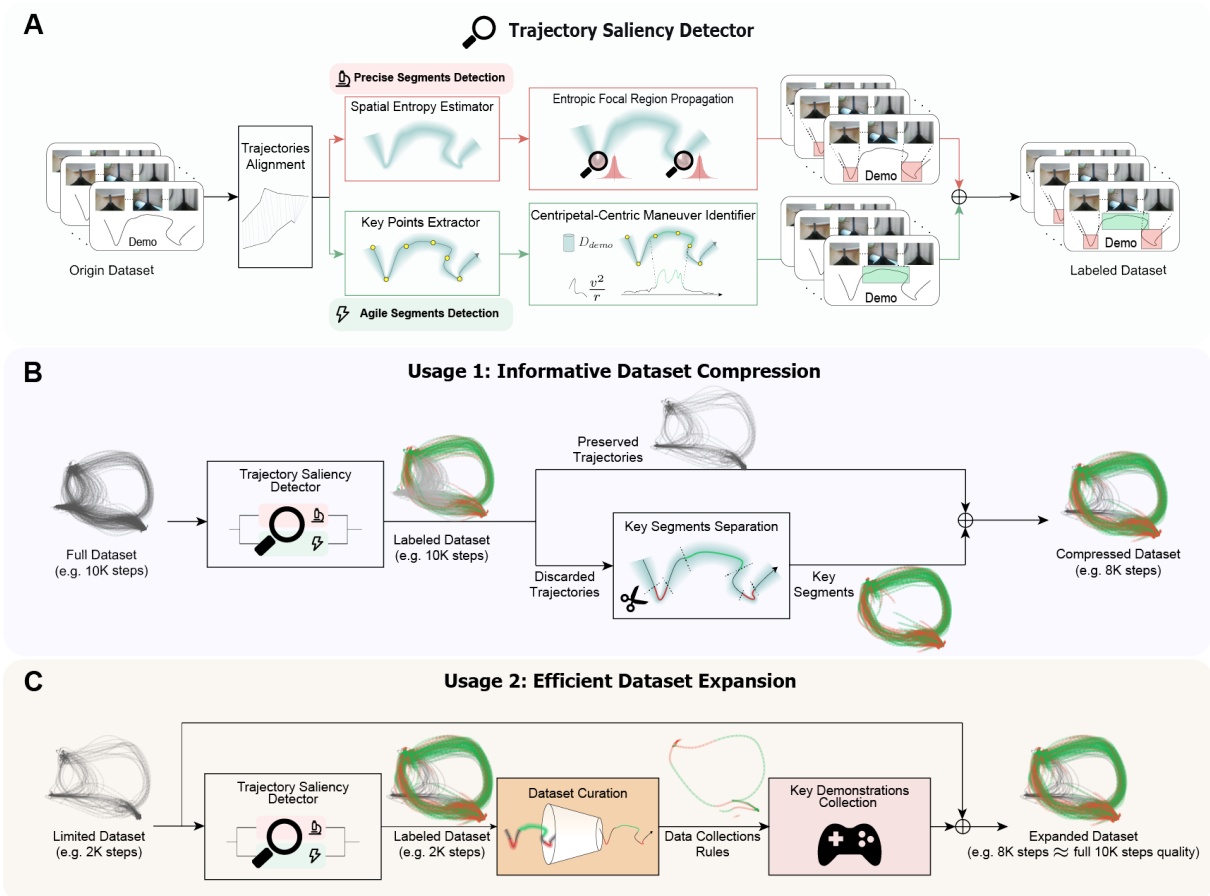 A
Trajectory Saliency Detector
Precise Segments Detection
Spatial Entropy Estimator
Entropic Focal Region Propagation
Trajectories
Alignment
Demo
Origin Dataset
Key Points Extractor
Centripetal-Centric Maneuver Identifier
D_demo
v²/r
Agile Segments Detection
Demo
Demo
Demo
Labeled Dataset
B
Usage 1: Informative Dataset Compression
Preserved
Trajectories
Trajectory Saliency
Detector
Full Dataset
(e.g. 10K steps)
Labeled Dataset
(e.g. 10K steps)
Discarded
Trajectories
Key Segments Separation
Key
Segments
Compressed Dataset
(e.g. 8K steps)
C
Usage 2: Efficient Dataset Expansion
Limited Dataset
(e.g. 2K steps)
Trajectory Saliency
Detector
Labeled Dataset
(e.g. 2K steps)
Dataset Curation
Data Collections
Rules
Key Demonstrations
Collection
Expanded Dataset
(e.g. 8K steps ≈ full 10K steps quality)